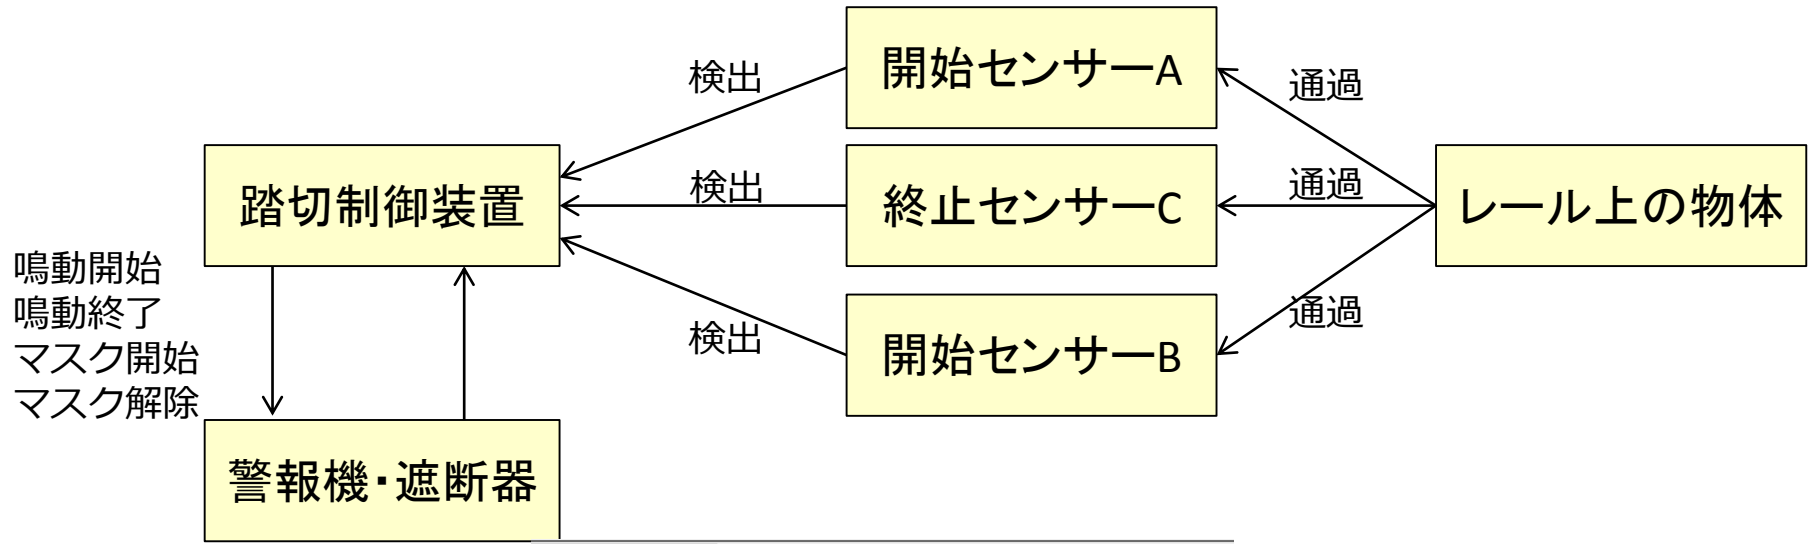 開始センサーA
検出
通過
踏切制御装置
検出
終止センサーC
通過
レール上の物体
鳴動開始
鳴動終了
マスク開始
マスク解除
検出
開始センサーB
通過
警報機・遮断器